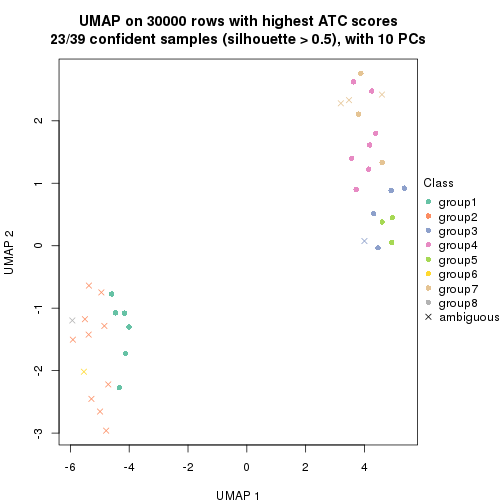 UMAP on 30000 rows with highest ATC scores
23/39 confident samples (silhouette > 0.5), with 10 PCs
2
1
0
-1
-2
-3
UMAP 2
-6
-4
-2
0
2
4
UMAP 1
Class
group1
group2
group3
group4
group5
group6
group7
group8
ambiguous